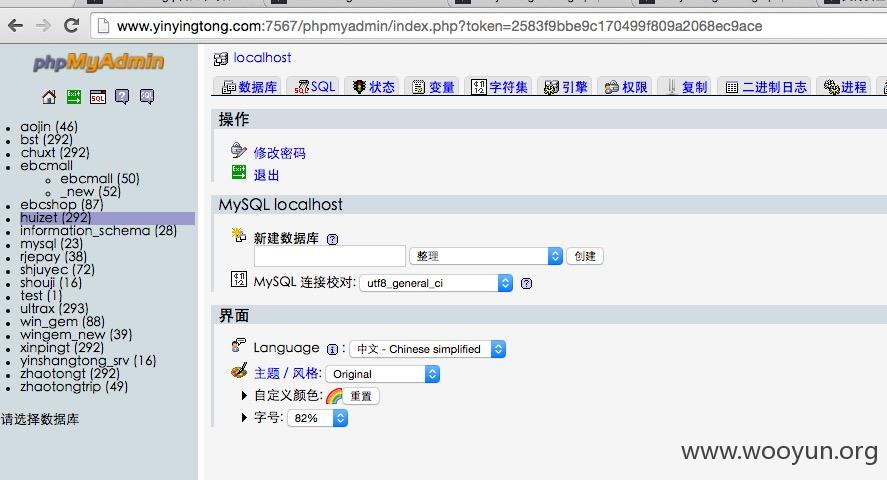 www.yinyingtong.com:7567/phpmyadmin/index.php?token=2583f9bbe9c170499f809a2068ec9ace
phpMyAdmin
Exit SQL ? SQL
aojin (46)
bst (292)
chuxt (292)
ebcmall
ebcmall (50)
_new (52)
ebcshop (87)
huizet (292)
information_schema (28)
mysql (23)
rjepay (38)
shjuyec (72)
shouji (16)
test (1)
ultrax (293)
win_gem (88)
wingem_new (39)
xinpingt (292)
yinshangtong_srv (16)
zhaotongt (292)
zhaotongtrip (49)
请选择数据库
localhost
数据库 SQL 状态 变量 字符集 引擎 权限 复制 二进制日志 进程
操作
修改密码
退出
MySQL localhost
新建数据库
整理 创建
MySQL 连接校对: utf8_general_ci
界面
Language : 中文 - Chinese simplified
主题 / 风格: Original
自定义颜色: 重置
字号: 82%
www.wooyun.org